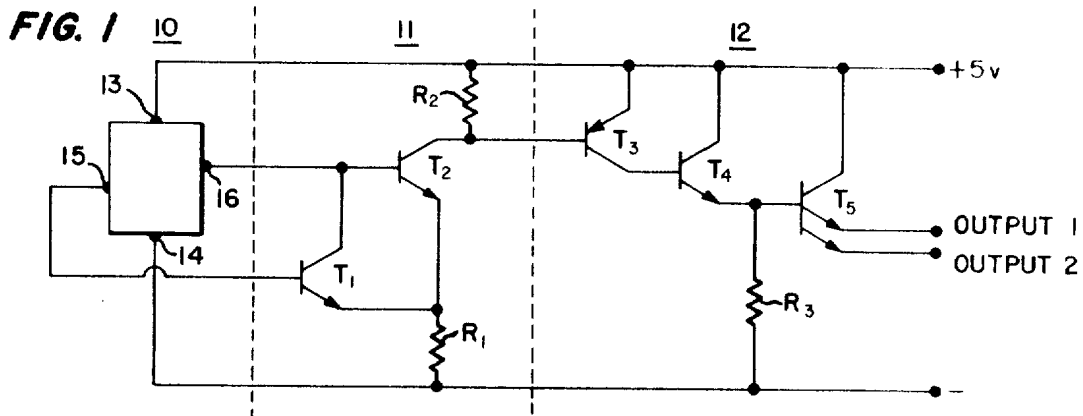 FIG. 1 10 11 12
+5v
13
R2
T3
15
T2
T4
16
T5
14
OUTPUT 1
OUTPUT 2
T1
R3
R1
-